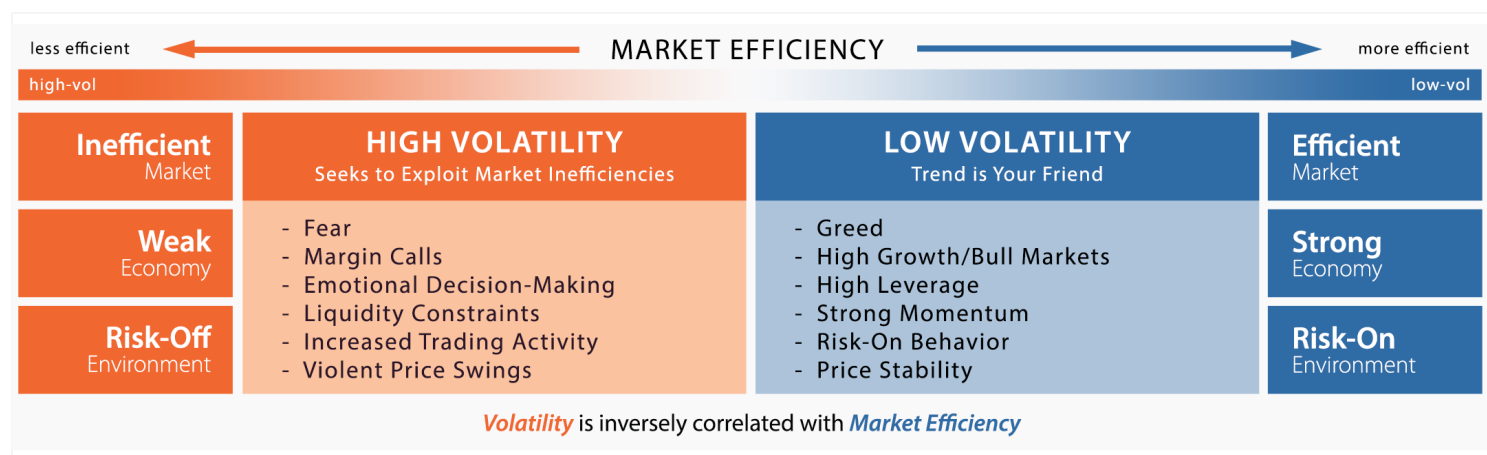 less efficient MARKET EFFICIENCY more efficient
high-vol low-vol
Inefficient
Market
Weak
Economy
Risk-Off
Environment
HIGH VOLATILITY
Seeks to Exploit Market Inefficiencies
- Fear
- Margin Calls
- Emotional Decision-Making
- Liquidity Constraints
- Increased Trading Activity
- Violent Price Swings
LOW VOLATILITY
Trend is Your Friend
- Greed
- High Growth/Bull Markets
- High Leverage
- Strong Momentum
- Risk-On Behavior
- Price Stability
Efficient
Market
Strong
Economy
Risk-On
Environment
Volatility is inversely correlated with Market Efficiency